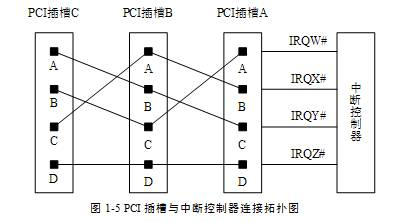 PCI插槽C PCI插槽B PCI插槽A
A A A IRQW#
B B B IRQX#
C C C IRQY#
D D D IRQZ#
中断控制器
图 1-5 PCI 插槽与中断控制器连接拓扑图